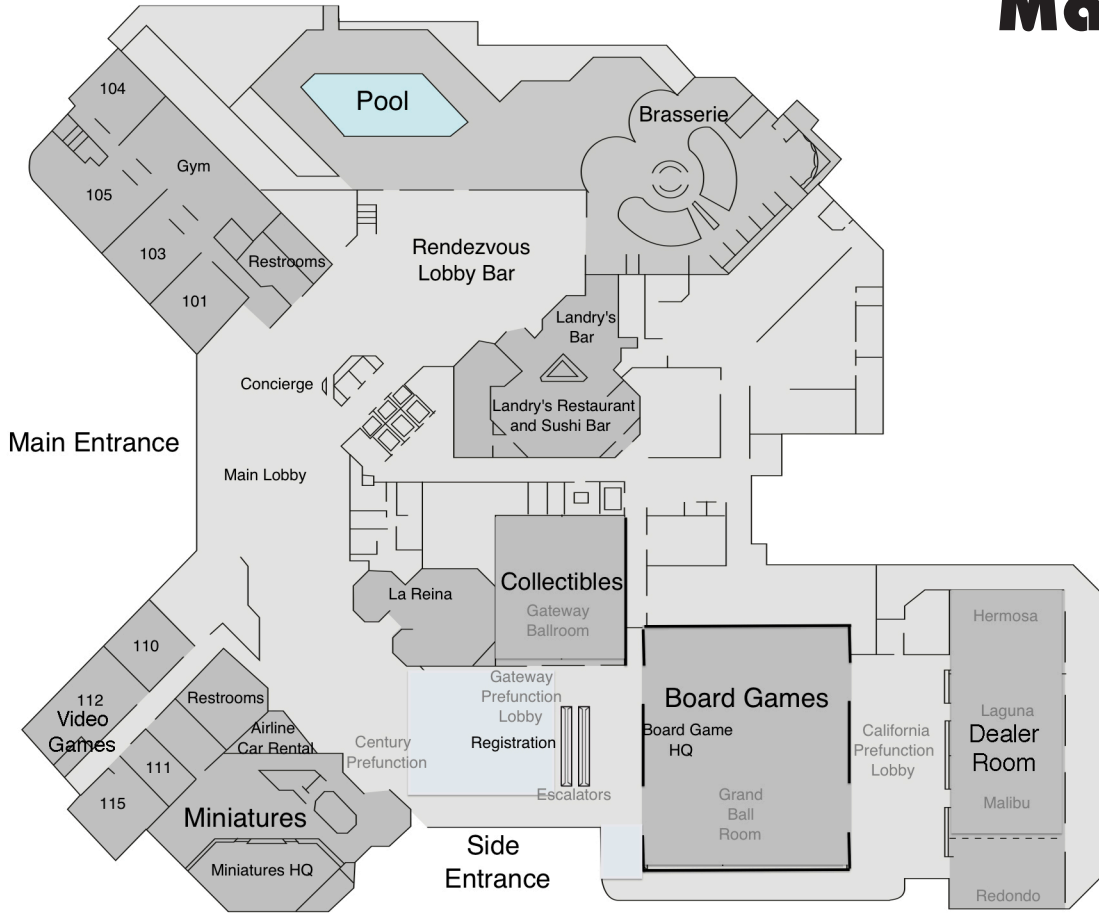 Ma
104
Pool
Brasserie
Gym
105
Rendezvous
Lobby Bar
103
Restrooms
101
Landry's
Bar
Concierge
Landry's Restaurant
and Sushi Bar
Main Entrance
Main Lobby
Collectibles
La Reina
Gateway
Ballroom
Hermosa
110
Gateway
Prefunction
Lobby
Board Games
112
Video
Games
Restrooms
Airline
Car Rental
Century
Prefunction
Registration
Board Game
HQ
California
Prefunction
Lobby
Laguna
Dealer
Room
111
Escalators
Grand
Ball
Room
Malibu
115
Miniatures
Miniatures HQ
Side
Entrance
Redondo